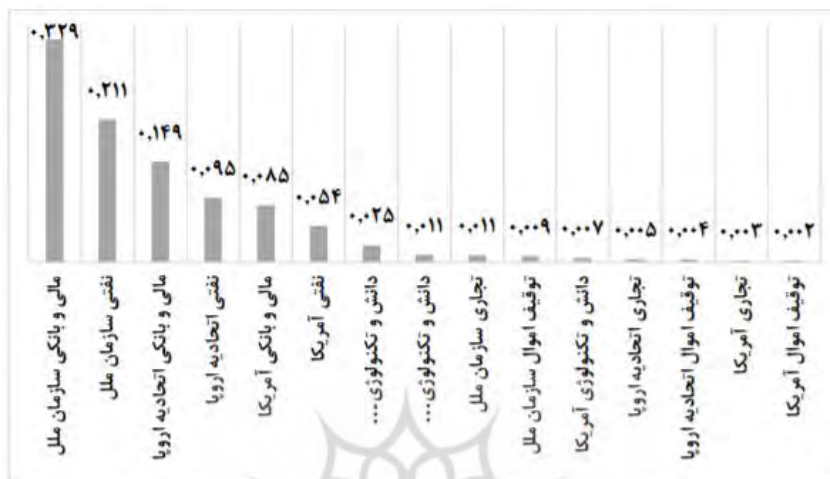 ۰,۳۲۹
۰,۲۱۱
۰,۱۴۹
۰,۰۹۵
۰,۰۸۵
۰,۰۵۴
۰,۰۲۵
۰,۰۱۱
۰,۰۱۱
۰,۰۰۹
۰,۰۰۷
۰,۰۰۵
۰,۰۰۴
۰,۰۰۳
۰,۰۰۲
مالی و بانکی سازمان ملل
نفتی سازمان ملل
مالی و بانکی اتحادیه اروپا
نفتی اتحادیه اروپا
مالی و بانکی آمریکا
نفتی آمریکا
دانش و تکنولوژی...
دانش و تکنولوژی...
تجاری سازمان ملل
توقیف اموال سازمان ملل
دانش و تکنولوژی آمریکا
تجاری اتحادیه اروپا
توقیف اموال اتحادیه اروپا
تجاری آمریکا
توقیف اموال آمریکا